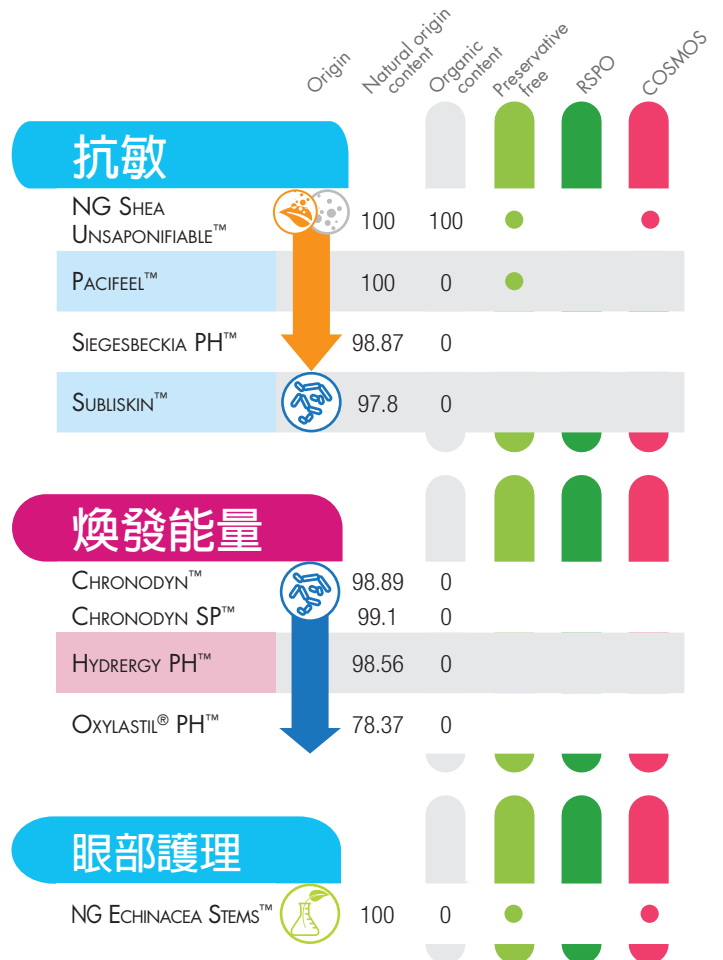 Origin
Natural origin
content
Organic
content
Preservative
free
RSPO
COSMOS
抗敏
NG SHEA
UNSAPONIFIABLE™ 100 100
PACIFEEL™ 100 0
SIEGESBECKIA PH™ 98.87 0
SUBLISKIN™ 97.8 0
煥發能量
CHRONODYN™ 98.89 0
CHRONODYN SP™ 99.1 0
HYDRERGY PH™ 98.56 0
OXYLASTIL® PH™ 78.37 0
眼部護理
NG ECHINACEA STEMS™ 100 0